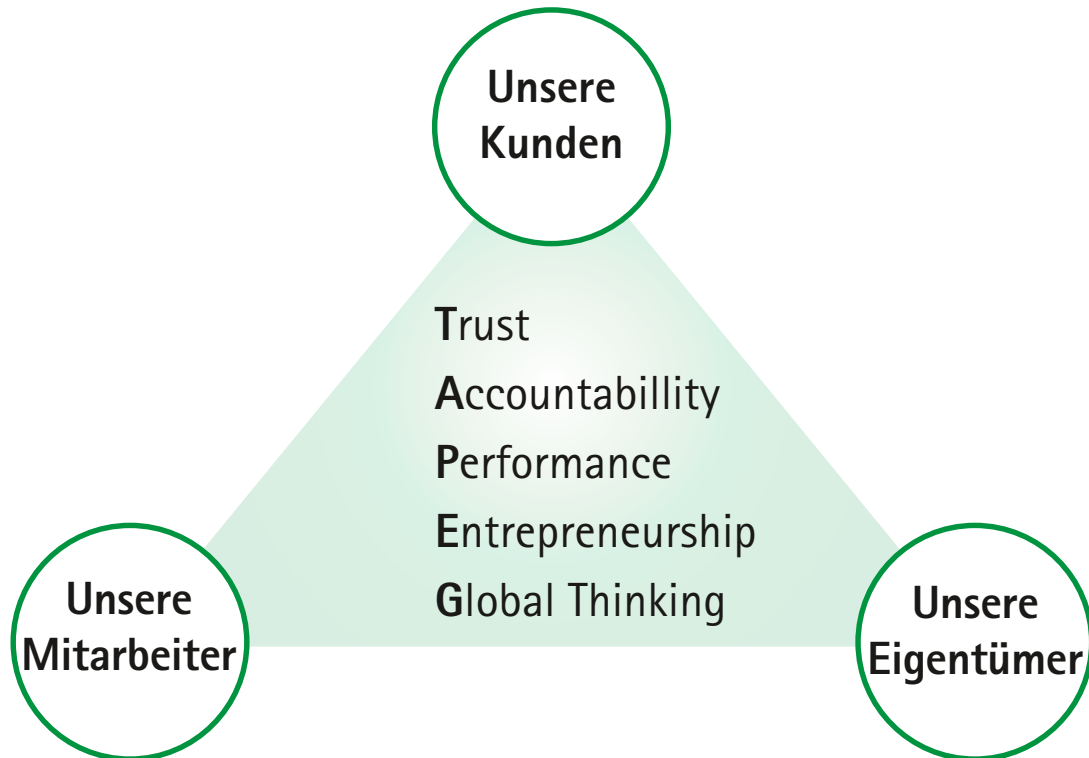 Unsere
Kunden
Trust
Accountabillity
Performance
Entrepreneurship
Global Thinking
Unsere
Mitarbeiter
Unsere
Eigentümer